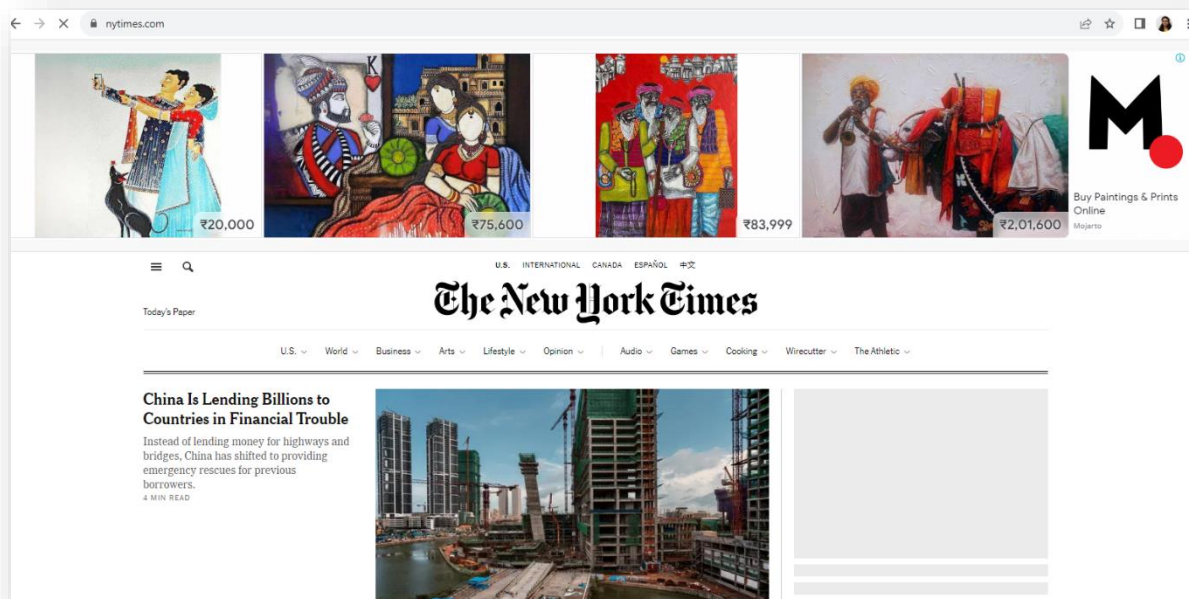 nytimes.com
K
₹20,000
₹75,600
₹83,999
₹2,01,600
M
Buy Paintings & Prints
Online
Mojarto
U.S. INTERNATIONAL CANADA ESPAÑOL 中文
The New York Times
Today's Paper
U.S. World Business Arts Lifestyle Opinion Audio Games Cooking Wirecutter The Athletic
China Is Lending Billions to
Countries in Financial Trouble
Instead of lending money for highways and
bridges, China has shifted to providing
emergency rescues for previous
borrowers.
4 MIN READ